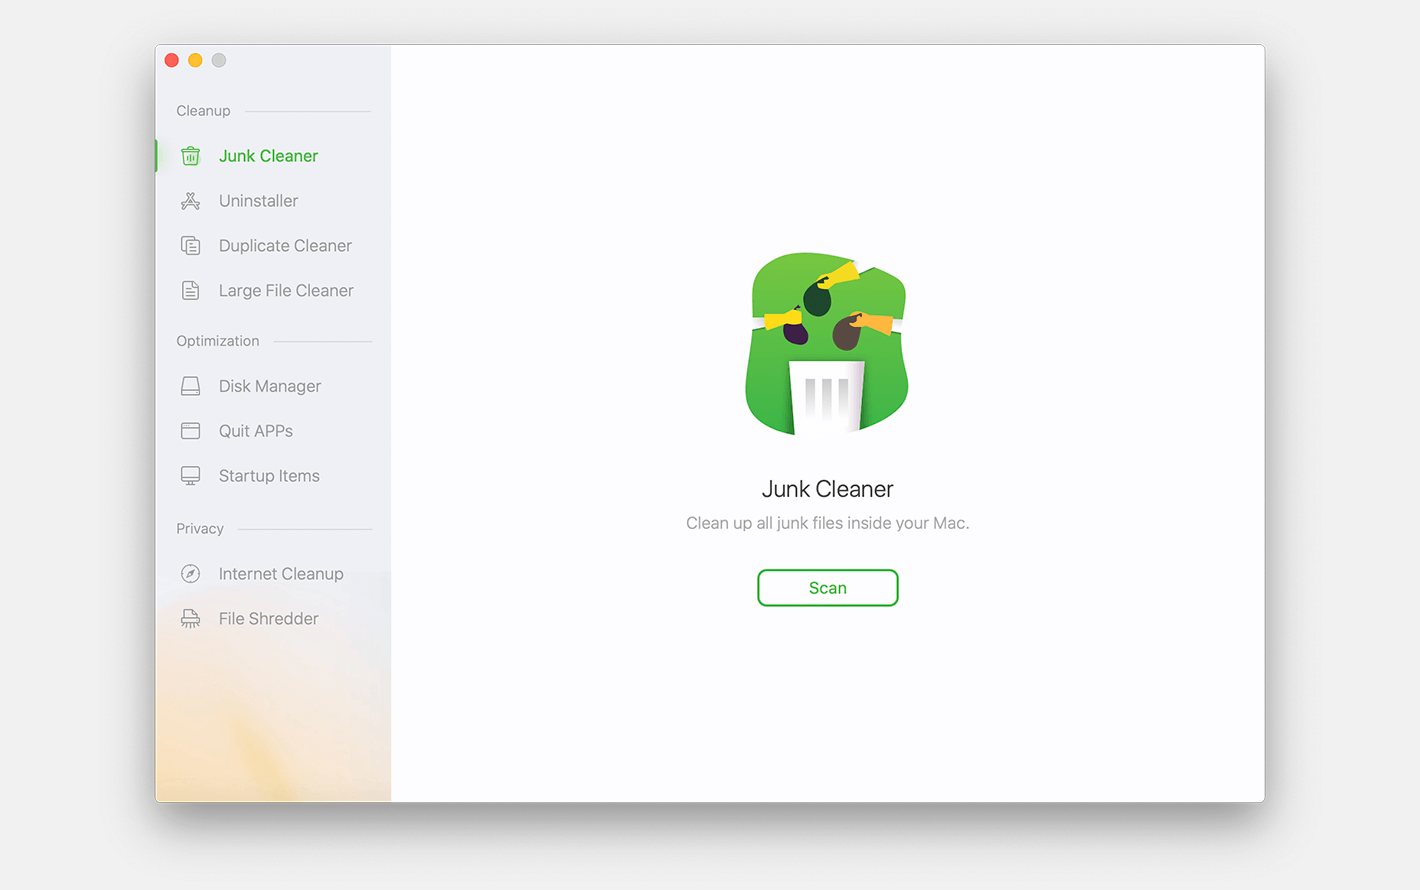 Cleanup
Junk Cleaner
Uninstaller
Duplicate Cleaner
Large File Cleaner
Optimization
Disk Manager
Quit APPs
Startup Items
Privacy
Internet Cleanup
File Shredder
Junk Cleaner
Clean up all junk files inside your Mac.
Scan